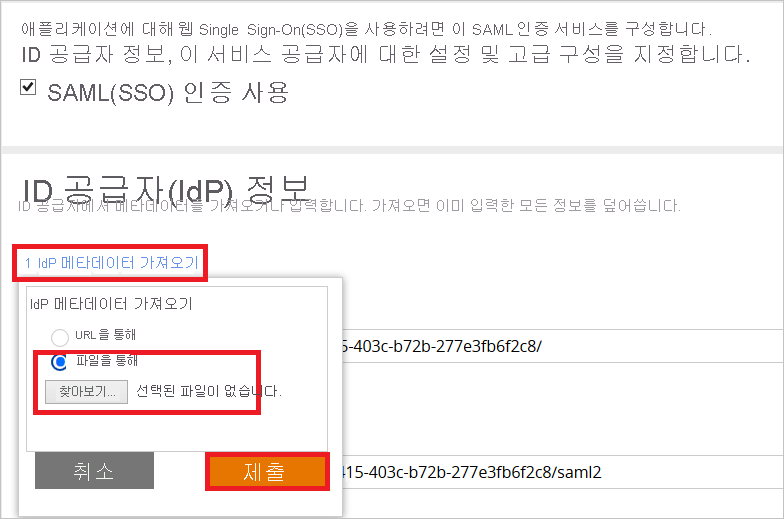 애플리케이션에 대해 웹 Single Sign-On(SSO)을 사용하려면 이 SAML 인증 서비스를 구성합니다.
ID 공급자 정보, 이 서비스 공급자에 대한 설정 및 고급 구성을 지정합니다.
SAML(SSO) 인증 사용
ID 공급자(IdP) 정보
ID 공급자에서 메타데이터를 가져오거나 입력합니다. 가져오면 이미 입력한 모든 정보를 덮어씁니다.
1 IdP 메타데이터 가져오기
IdP 메타데이터 가져오기
URL을 통해
5-403c-b72b-277e3fb6f2c8/
파일을 통해
찾아보기... 선택된 파일이 없습니다.
취소 제출
415-403c-b72b-277e3fb6f2c8/saml2